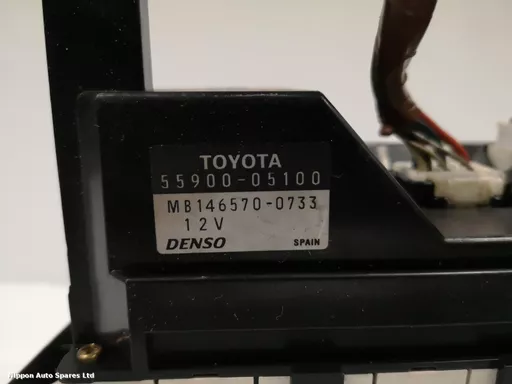 TOYOTA
55900-05100
MB146570-0733
12V
DENSO SPAIN
Nippon Auto Spares Ltd